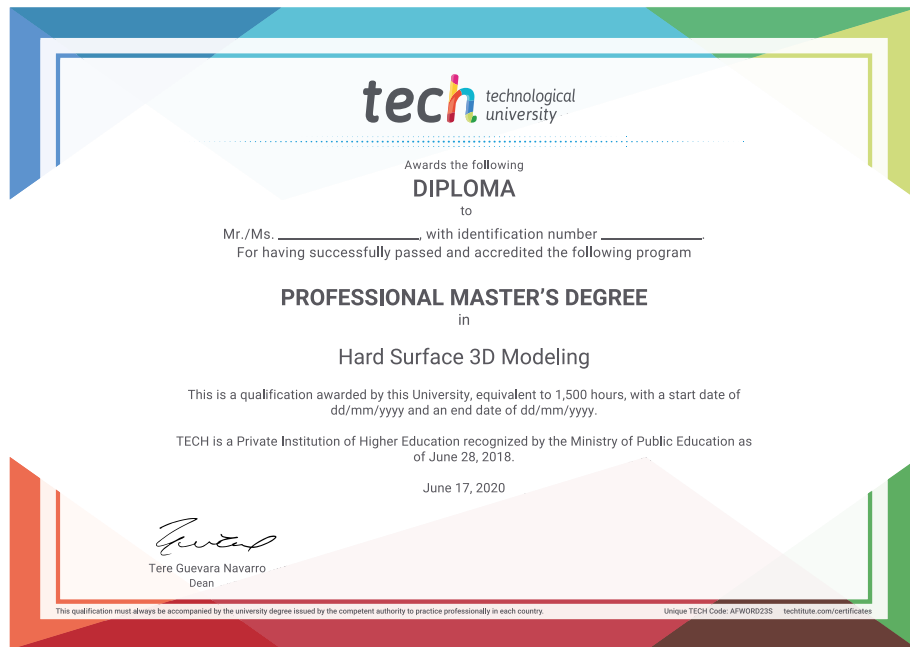 tech technological
university
Awards the following
DIPLOMA
to
Mr./Ms. ____________________, with identification number ______________.
For having successfully passed and accredited the following program
PROFESSIONAL MASTER'S DEGREE
in
Hard Surface 3D Modeling
This is a qualification awarded by this University, equivalent to 1,500 hours, with a start date of
dd/mm/yyyy and an end date of dd/mm/yyyy.
TECH is a Private Institution of Higher Education recognized by the Ministry of Public Education as
of June 28, 2018.
June 17, 2020
Tere Guevara Navarro
Dean
This qualification must always be accompanied by the university degree issued by the competent authority to practice professionally in each country.
Unique TECH Code: AFWORD23S techtitute.com/certificates